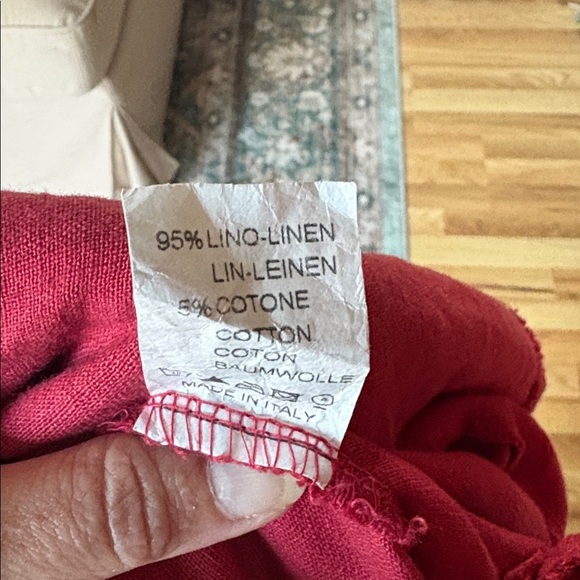 95% LINO-LINEN
LIN-LEINEN
5% COTONE
COTTON
COTON
BAUMWOLLE
MADE IN ITALY